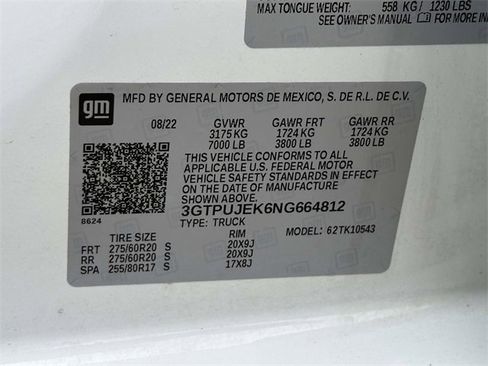 MAX TONGUE WEIGHT: 558 KG / 1230 LBS
SEE OWNER'S MANUAL FOR MORE
gm
MFD BY GENERAL MOTORS DE MEXICO, S. DE R.L. DE C.V.
08/22 GVWR GAWR FRT GAWR RR
3175 KG 1724 KG 1724 KG
7000 LB 3800 LB 3800 LB
THIS VEHICLE CONFORMS TO ALL
APPLICABLE U.S. FEDERAL MOTOR
VEHICLE SAFETY STANDARDS IN EFFECT
ON THE DATE OF MANUFACTURE
SHOWN ABOVE.
3GTPUJEK6NG664812
8624 TYPE: TRUCK
TIRE SIZE RIM 62TK10543
FRT 275/60R20 S 20X9J
RR 275/60R20 S 20X9J
SPA 255/80R17 S 17X8J